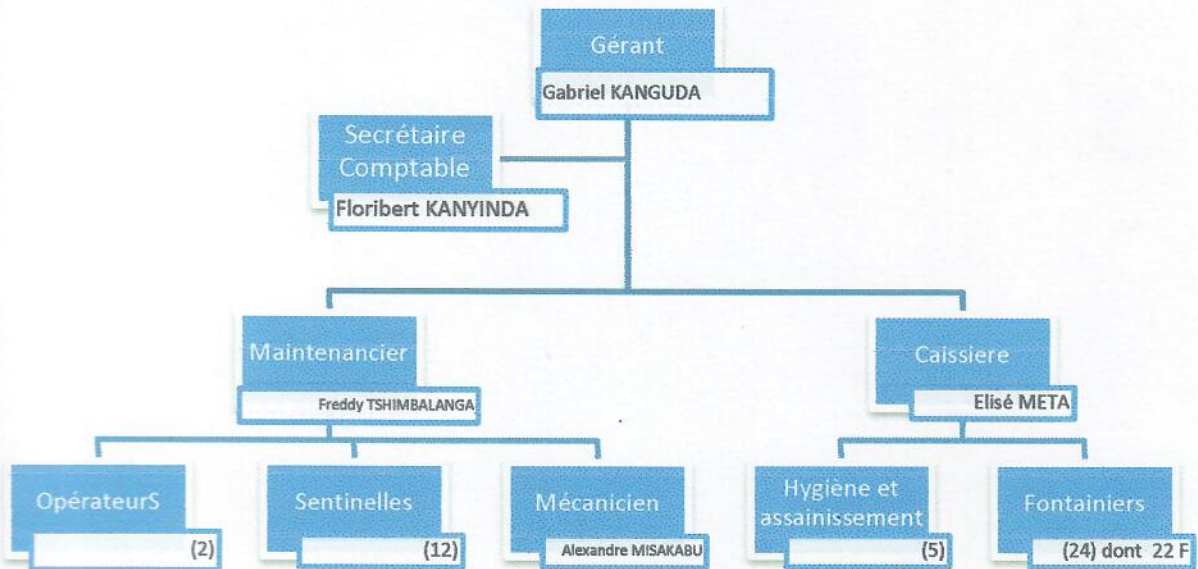 Gérant
Gabriel KANGUDA
Secrétaire
Comptable
Floribert KANYINDA
Maintenancier
Freddy TSHIMBALANGA
Caissiere
Elisé META
OpérateurS
(2)
Sentinelles
(12)
Mécanicien
Alexandre MISAKABU
Hygiène et
assainissement
(5)
Fontainiers
(24) dont 22 F